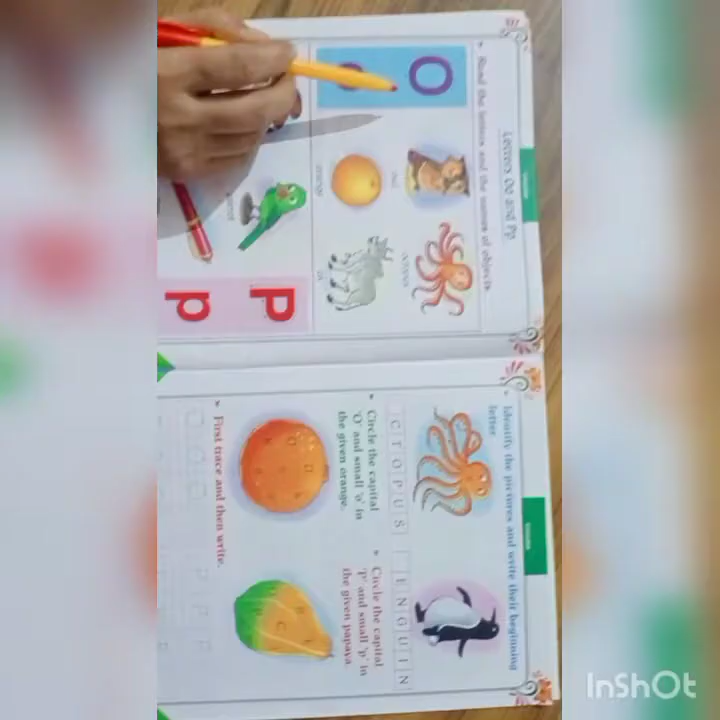 Letters Oo and Pp
Read the letters and the names of objects.
O
owl
octopus
orange
ox
parrot
P
p
Identify the pictures and write their beginning
letter
C T O P U S
E N G U I N
Circle the capital
'O' and small 'o' in
the given orange.
Circle the capital
'P' and small 'p' in
the given papaya.
First trace and then write.
InShOt